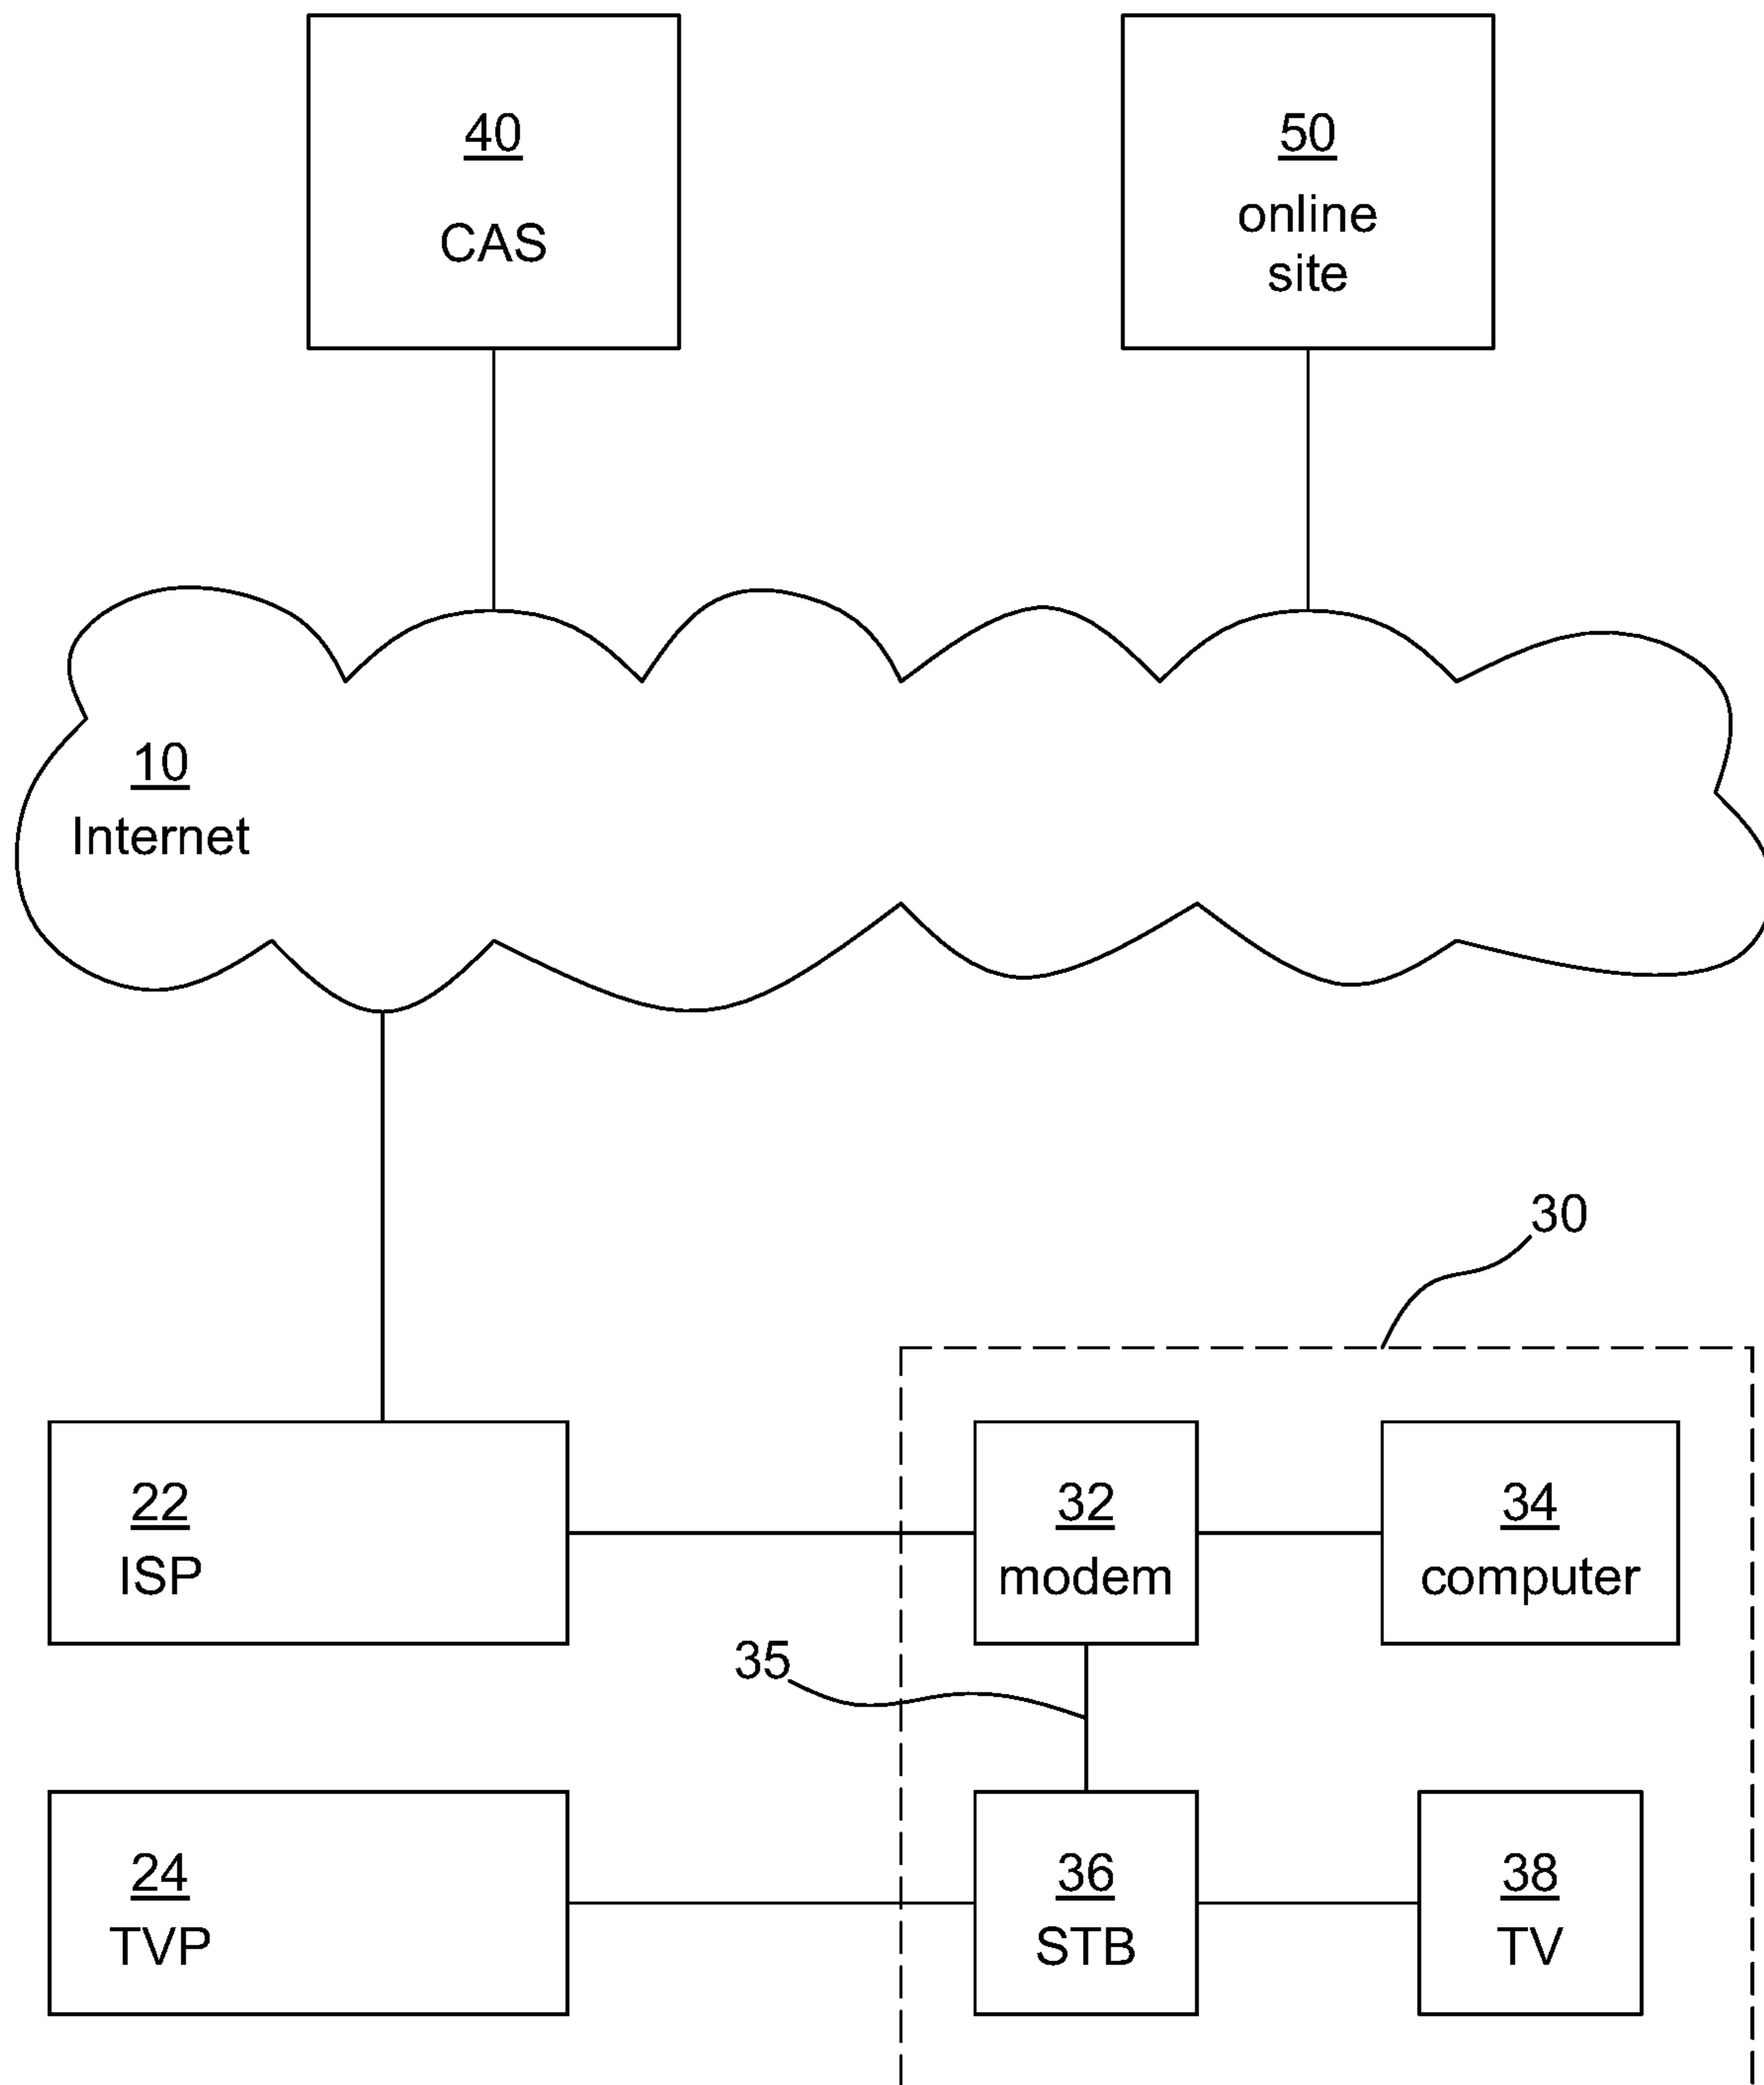 40
CAS
50
online
site
10
Internet
30
22
ISP
32
modem
34
computer
35
24
TVP
36
STB
38
TV